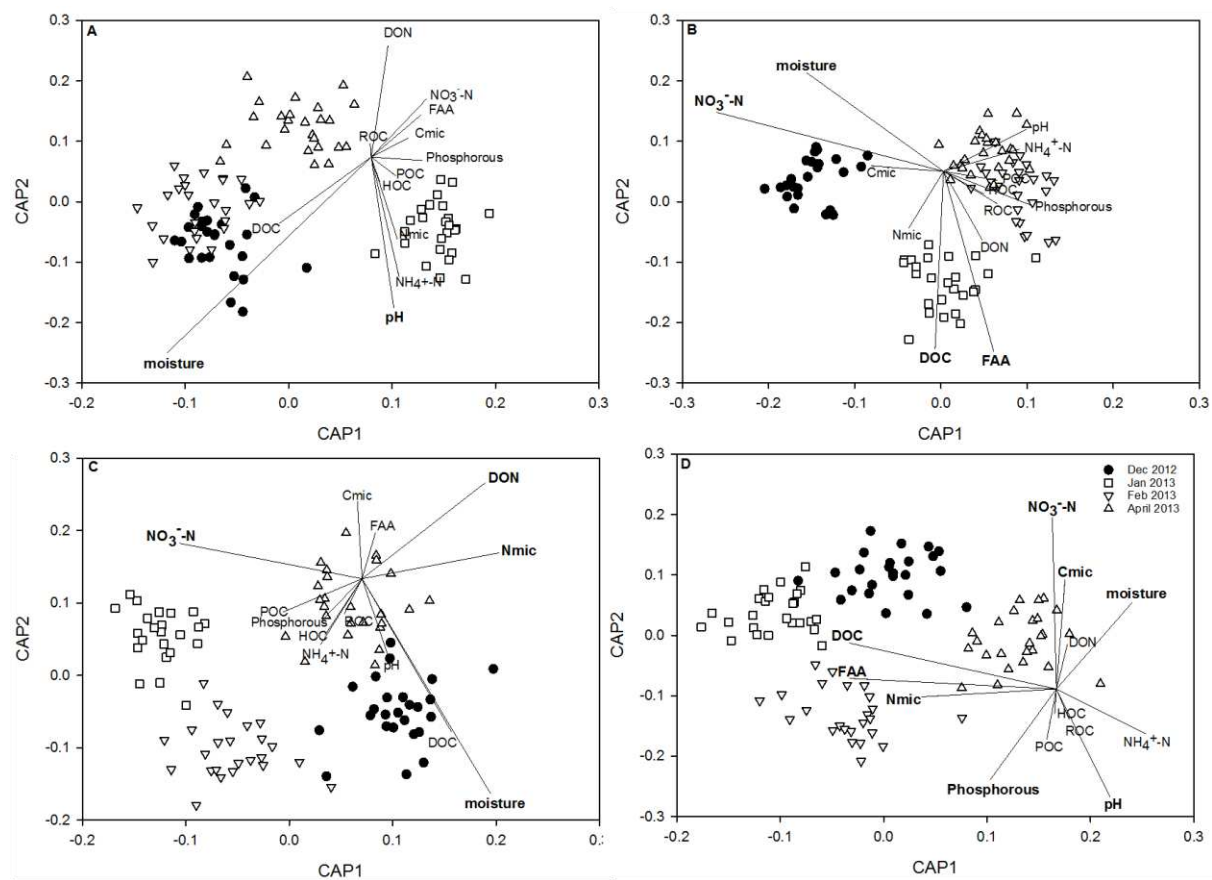 A
0.3
0.2
0.1
0.0
-0.1
-0.2
-0.3
CAP2
DON
NO3-N
FAA
ROC
Cmic
Phosphorous
POC
HOC
DOC
Nmic
NH4+-N
pH
moisture
-0.2
-0.1
0.0
0.1
0.2
0.3
CAP1
B
0.3
0.2
0.1
0.0
-0.1
-0.2
-0.3
CAP2
moisture
NO3--N
pH
NH4+-N
Cmic
HOC
ROC
Phosphorous
Nmic
DON
DOC
FAA
-0.3
-0.2
-0.1
0.0
0.1
0.2
0.3
CAP1
C
0.3
0.2
0.1
0.0
-0.1
-0.2
CAP2
DON
Cmic
FAA
NO3--N
Nmic
POC
Phosphorous
ROC
HOC
NH4+-N
pH
DOC
moisture
-0.2
-0.1
0.0
0.1
0.2
CAP1
D
0.3
0.2
0.1
0.0
-0.1
-0.2
-0.3
CAP2
Dec 2012
Jan 2013
Feb 2013
April 2013
NO3--N
Cmic
moisture
DOC
DON
FAA
Nmic
HOC
ROC
POC
NH4+-N
Phosphorous
pH
-0.2
-0.1
0.0
0.1
0.2
0.3
CAP1